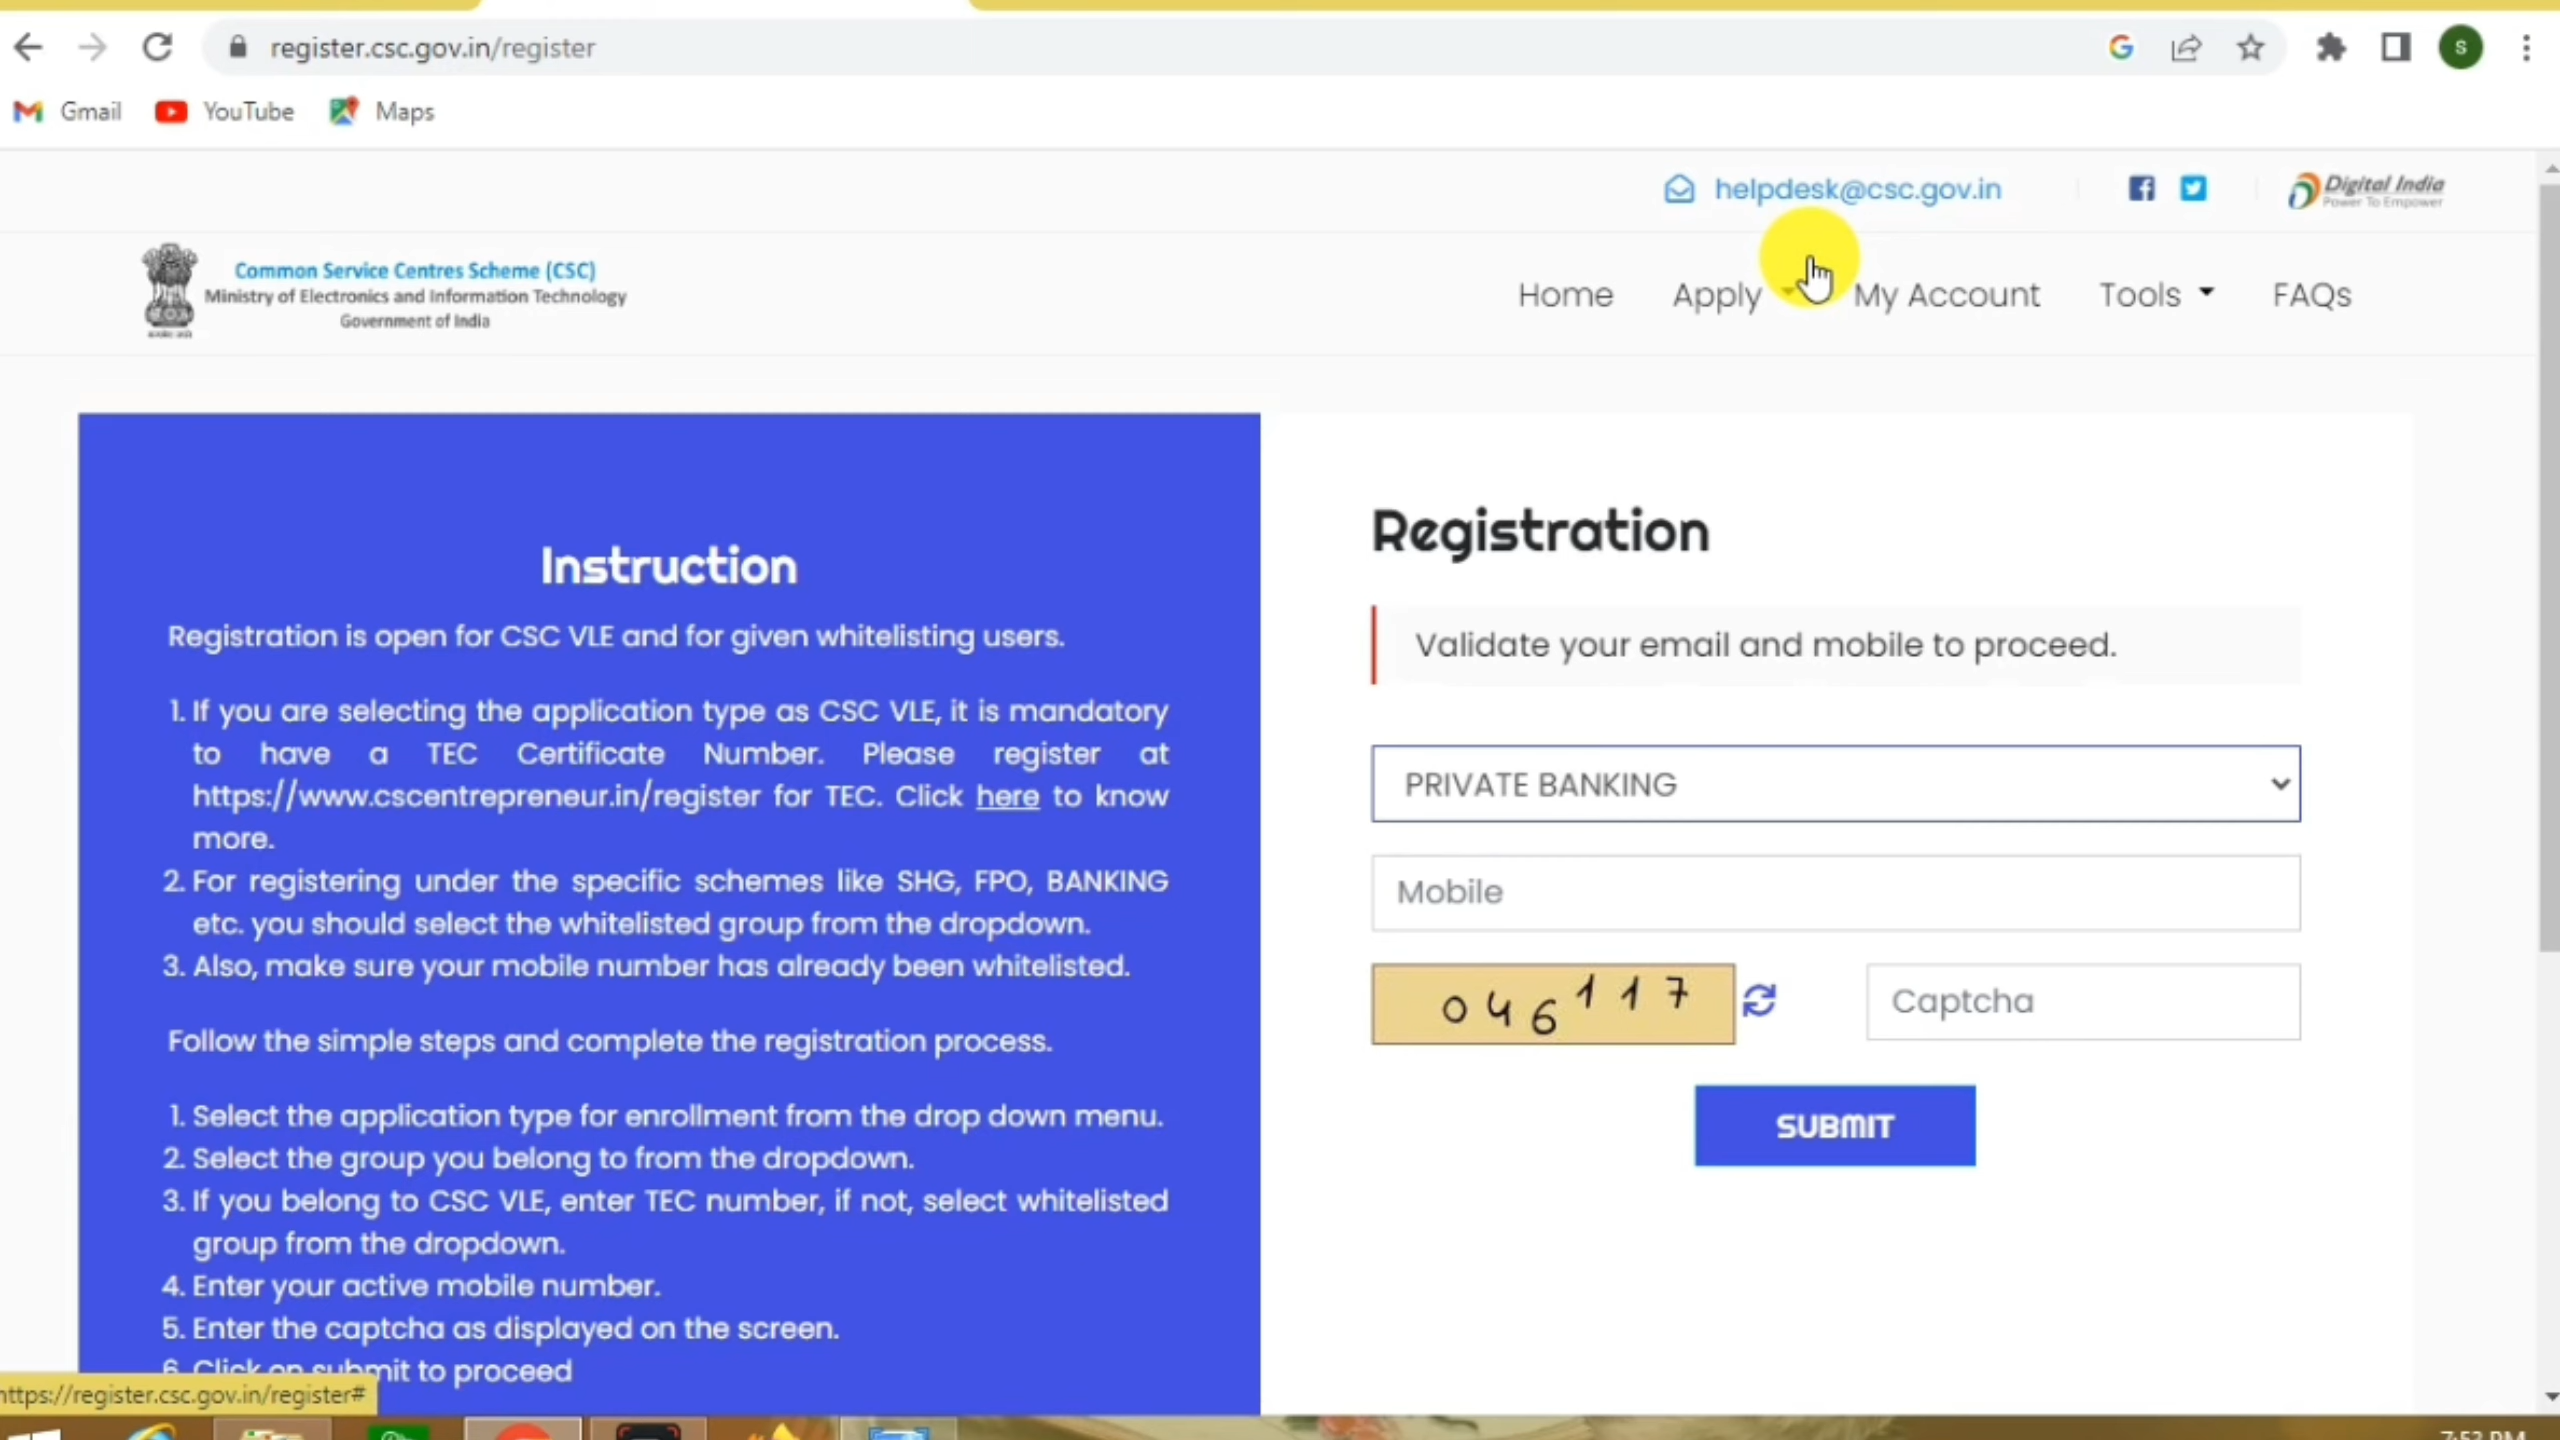 register.csc.gov.in/register
S
Gmail YouTube Maps
helpdesk@csc.gov.in
Digital India
Power To Empower
Common Service Centres Scheme (CSC)
Ministry of Electronics and Information Technology
Government of India
Home Apply My Account Tools FAQs
Instruction
Registration is open for CSC VLE and for given whitelisting users.
1. If you are selecting the application type as CSC VLE, it is mandatory
to have a TEC Certificate Number. Please register at
https://www.cscentrepreneur.in/register for TEC. Click here to know
more.
2. For registering under the specific schemes like SHG, FPO, BANKING
etc. you should select the whitelisted group from the dropdown.
3. Also, make sure your mobile number has already been whitelisted.
Follow the simple steps and complete the registration process.
1. Select the application type for enrollment from the drop down menu.
2. Select the group you belong to from the dropdown.
3. If you belong to CSC VLE, enter TEC number, if not, select whitelisted
group from the dropdown.
4. Enter your active mobile number.
5. Enter the captcha as displayed on the screen.
6. Click on submit to proceed
Registration
Validate your email and mobile to proceed.
PRIVATE BANKING
Mobile
046117
Captcha
SUBMIT
https://register.csc.gov.in/register#
7:53 PM